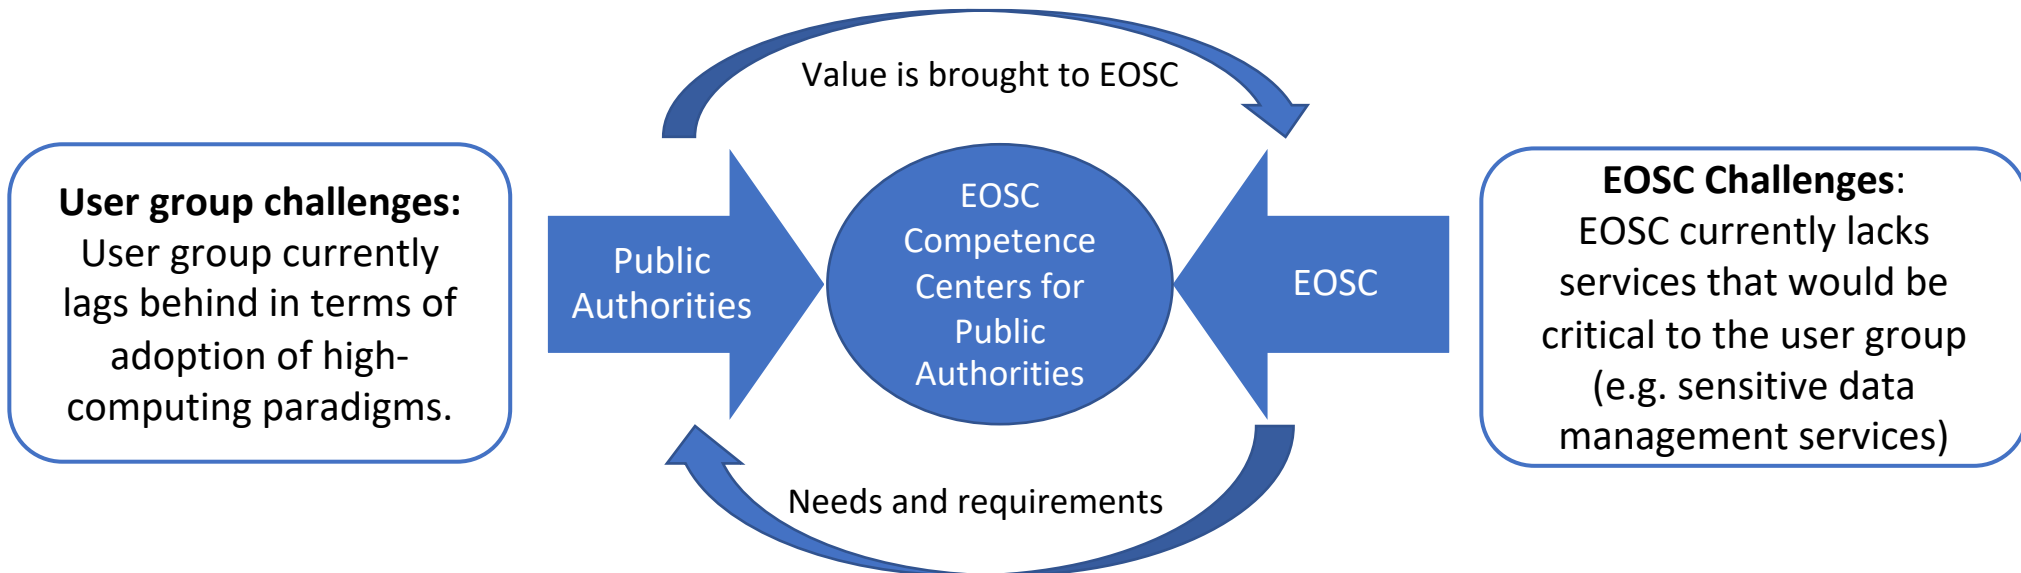 Value is brought to EOSC
User group challenges:
User group currently
lags behind in terms of
adoption of high-
computing paradigms.
Public
Authorities
EOSC
Competence
Centers for
Public
Authorities
EOSC
EOSC Challenges:
EOSC currently lacks
services that would be
critical to the user group
(e.g. sensitive data
management services)
Needs and requirements